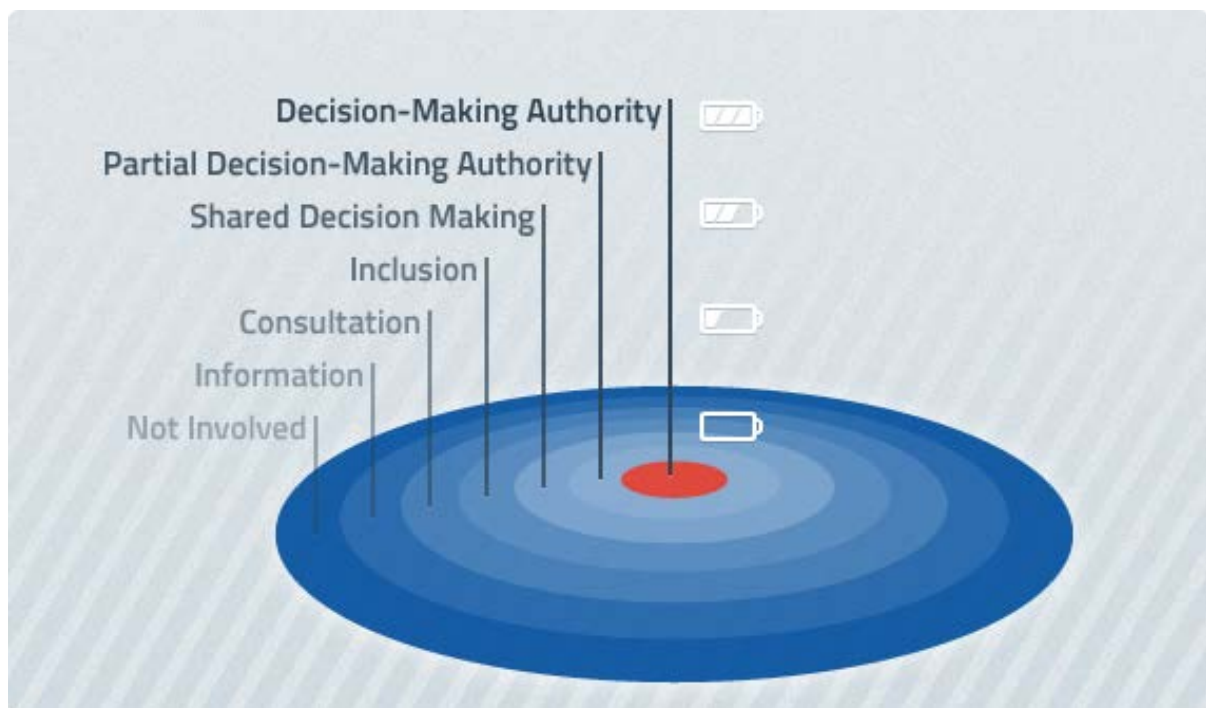 Decision-Making Authority
Partial Decision-Making Authority
Shared Decision Making
Inclusion
Consultation
Information
Not Involved